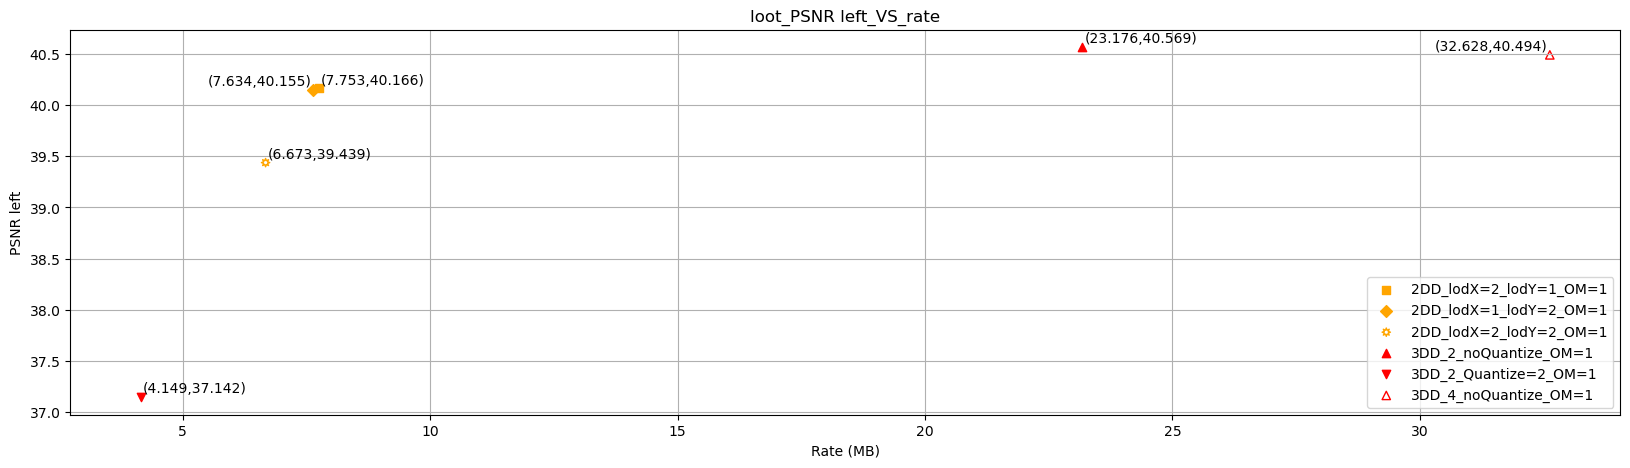 loot_PSNR left_VS_rate
40.5
40.0
39.5
39.0
38.5
38.0
37.5
37.0
PSNR left
(23.176,40.569)
(32.628,40.494)
(7.634,40.155)
(7.753,40.166)
(6.673,39.439)
(4.149,37.142)
2DD_lodX=2_lodY=1_OM=1
2DD_lodX=1_lodY=2_OM=1
2DD_lodX=2_lodY=2_OM=1
3DD_2_noQuantize_OM=1
3DD_2_Quantize=2_OM=1
3DD_4_noQuantize_OM=1
5
10
15
20
25
30
Rate (MB)